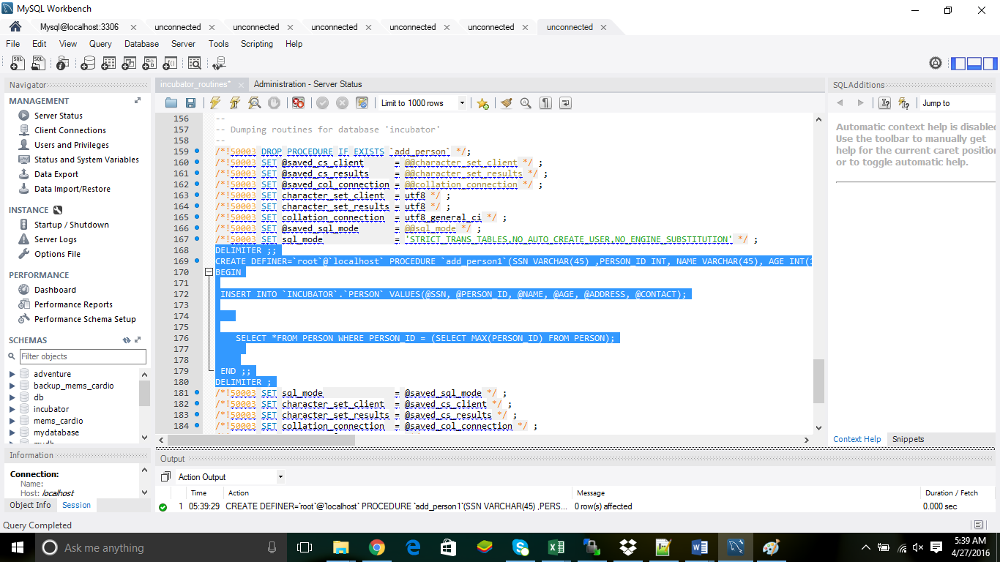 MySQL Workbench
Mysql@localhost:3306 unconnected unconnected unconnected unconnected unconnected unconnected
File Edit View Query Database Server Tools Scripting Help
Navigator
MANAGEMENT
Server Status
Client Connections
Users and Privileges
Status and System Variables
Data Export
Data Import/Restore
INSTANCE
Startup / Shutdown
Server Logs
Options File
PERFORMANCE
Dashboard
Performance Reports
Performance Schema Setup
SCHEMAS
Filter objects
adventure
backup_mems_cardio
db
incubator
mems_cardio
mydatabase
Information
Connection:
Name:
Host: localhost
Object Info Session
Query Completed
incubator_routines* Administration - Server Status
Limit to 1000 rows
156 --
157 -- Dumping routines for database 'incubator'
158 --
159 /*!50003 DROP PROCEDURE IF EXISTS `add_person` */;
160 /*!50003 SET @saved_cs_client = @@character_set_client */ ;
161 /*!50003 SET @saved_cs_results = @@character_set_results */ ;
162 /*!50003 SET @saved_col_connection = @@collation_connection */ ;
163 /*!50003 SET character_set_client = utf8 */ ;
164 /*!50003 SET character_set_results = utf8 */ ;
165 /*!50003 SET collation_connection = utf8_general_ci */ ;
166 /*!50003 SET @saved_sql_mode = @@sql_mode */ ;
167 /*!50003 SET sql_mode = 'STRICT_TRANS_TABLES,NO_AUTO_CREATE_USER,NO_ENGINE_SUBSTITUTION' */ ;
168 DELIMITER ;;
169 CREATE DEFINER=`root`@`localhost` PROCEDURE `add_person1`(SSN VARCHAR(45) ,PERSON_ID INT, NAME VARCHAR(45), AGE INT(
170 BEGIN
171
172 INSERT INTO `INCUBATOR`.`PERSON` VALUES(@SSN, @PERSON_ID, @NAME, @AGE, @ADDRESS, @CONTACT);
173
174
175
176 SELECT *FROM PERSON WHERE PERSON_ID = (SELECT MAX(PERSON_ID) FROM PERSON);
177
178
179 END ;;
180 DELIMITER ;
181 /*!50003 SET sql_mode = @saved_sql_mode */ ;
182 /*!50003 SET character_set_client = @saved_cs_client */ ;
183 /*!50003 SET character_set_results = @saved_cs_results */ ;
184 /*!50003 SET collation_connection = @saved_col_connection */ ;
SQLAdditions
Jump to
Automatic context help is disabled
Use the toolbar to manually get
help for the current caret position
or to toggle automatic help.
Context Help Snippets
Output
Action Output
Time Action Message Duration / Fetch
1 05:39:29 CREATE DEFINER=`root`@`localhost` PROCEDURE `add_person1`(SSN VARCHAR(45) ,PERS... 0 row(s) affected 0.000 sec
Ask me anything
5:39 AM
4/27/2016